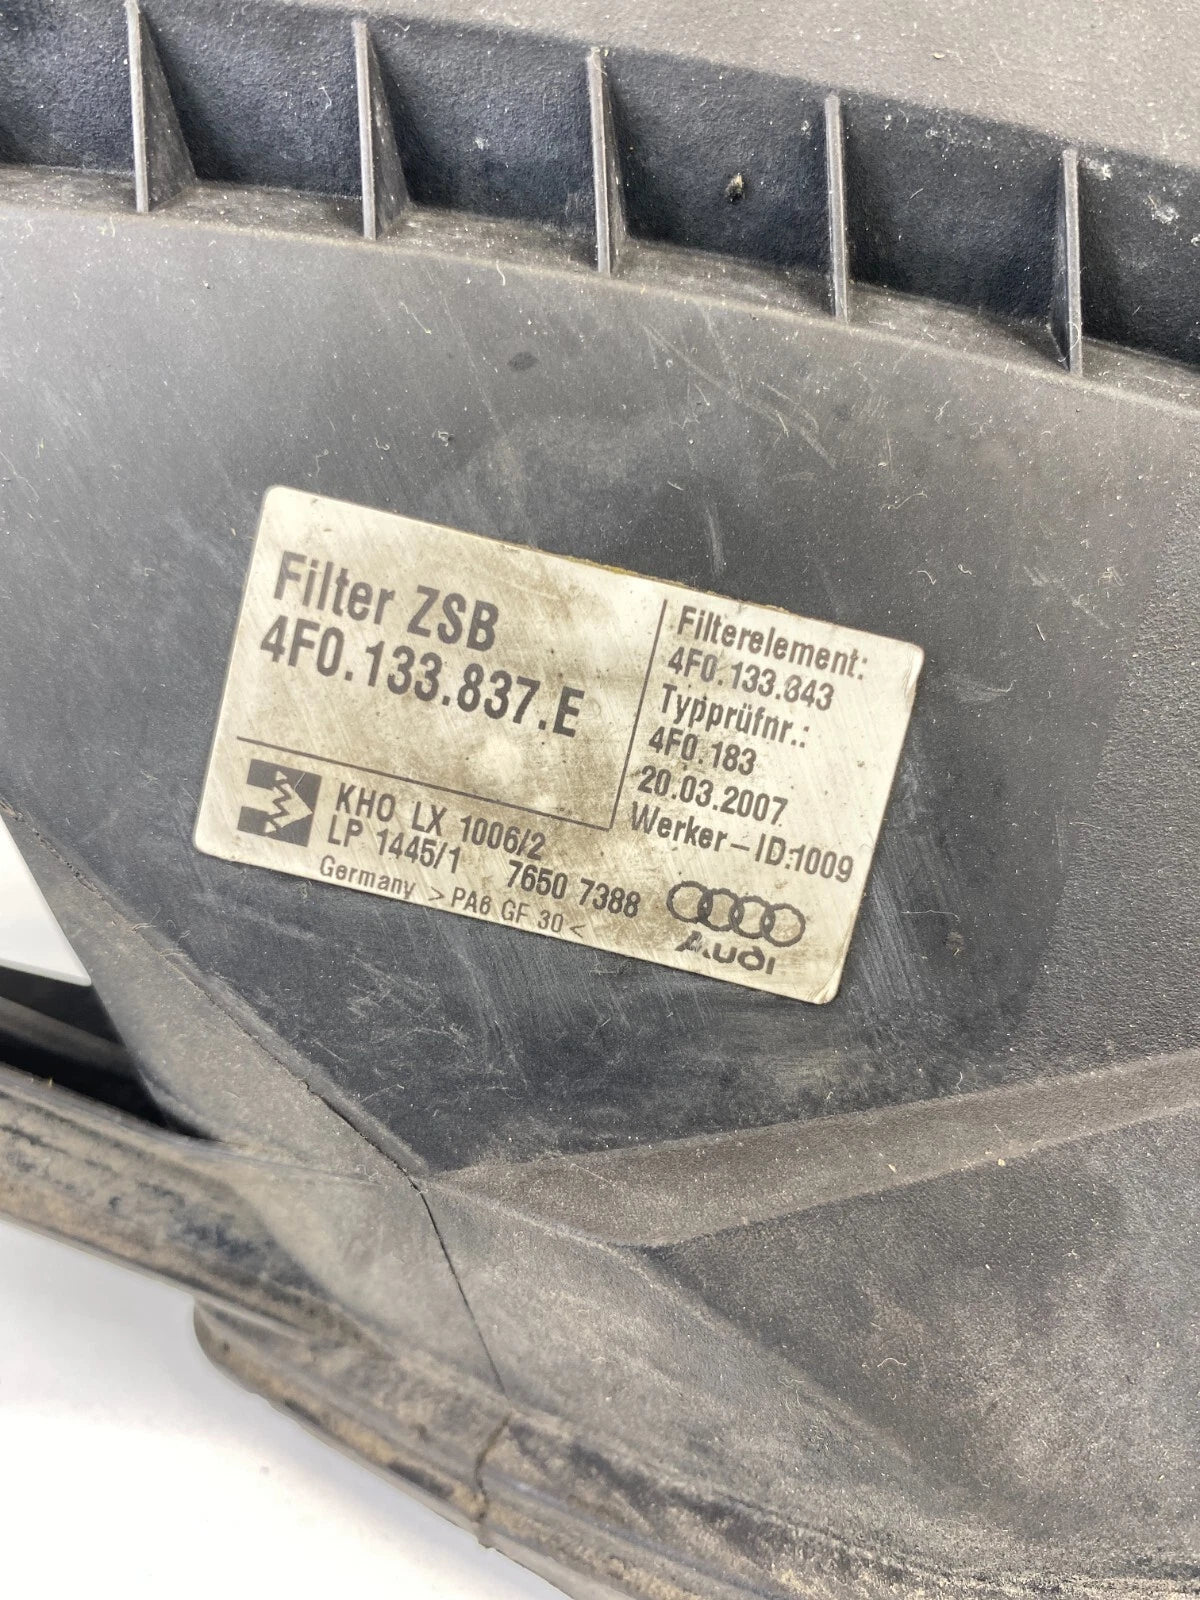 Filter ZSB
4F0.133.837.E
Filterelement:
4F0.133.843
Typprüfnr.:
4F0.183
20.03.2007
Werker-ID:1009
KHO LX 1006/2
LP 1445/1 7650 7388
Germany >PA6 GF 30<
Audi